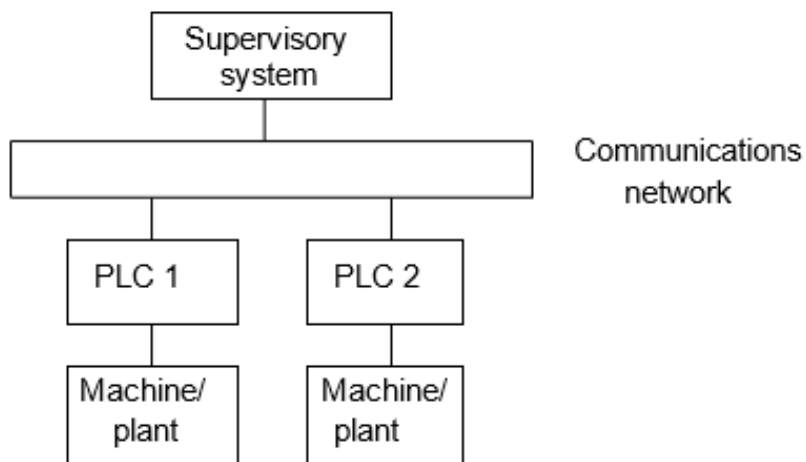 Supervisory
system
Communications
network
PLC 1
PLC 2
Machine/
plant
Machine/
plant